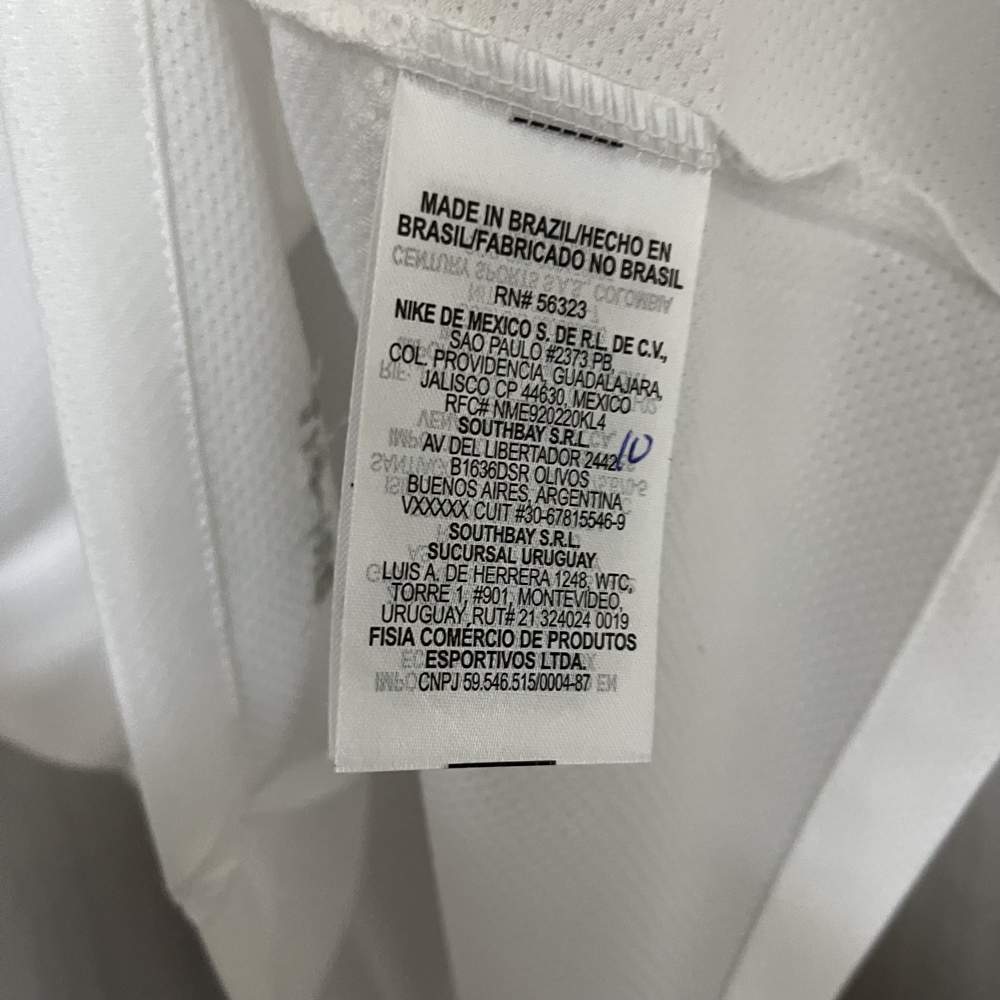 MADE IN BRAZIL/HECHO EN
BRASIL/FABRICADO NO BRASIL
CENTURY SPORTS S.A.S., COLOMBIA
RN# 56323
NIKE DE MEXICO S. DE R.L. DE C.V.,
SAO PAULO #2373 PB,
COL. PROVIDENCIA, GUADALAJARA,
JALISCO CP 44630, MEXICO
RFC# NME920220KL4
SOUTHBAY S.R.L.
10
AV DEL LIBERTADOR 2442
B1636DSR OLIVOS
BUENOS AIRES, ARGENTINA
VXXXXX CUIT #30-67815546-9
SOUTHBAY S.R.L.
SUCURSAL URUGUAY
LUIS A. DE HERRERA 1248, WTC,
TORRE 1, #901, MONTEVIDEO,
URUGUAY, RUT# 21 324024 0019
FISIA COMÉRCIO DE PRODUTOS
ESPORTIVOS LTDA.
CNPJ 59.546.515/0004-87